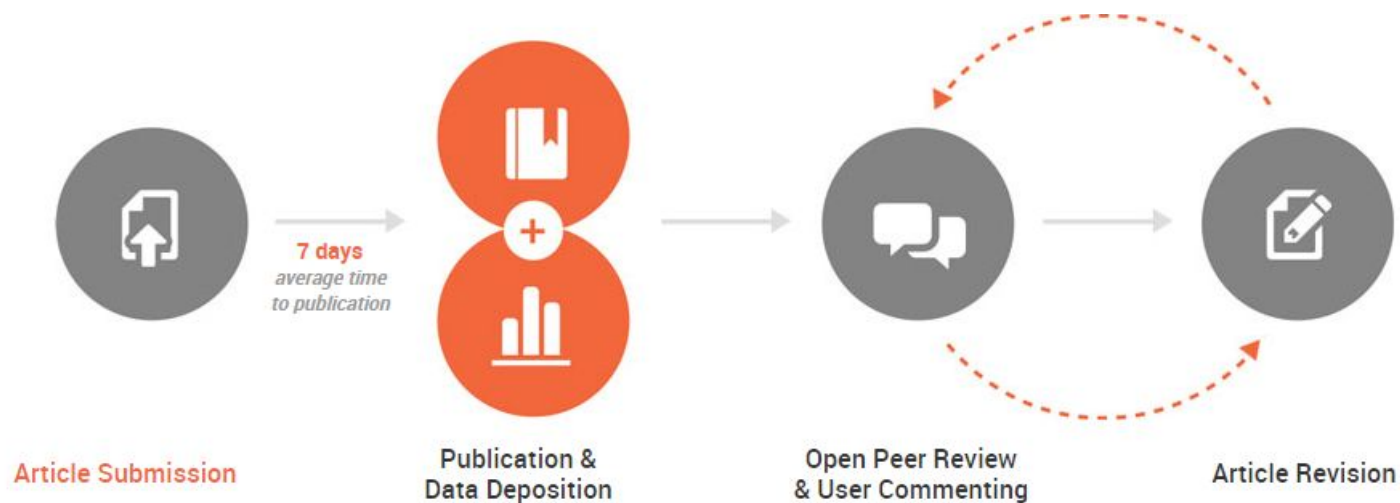 7 days
average time
to publication
Article Submission
Publication &
Data Deposition
Open Peer Review
& User Commenting
Article Revision